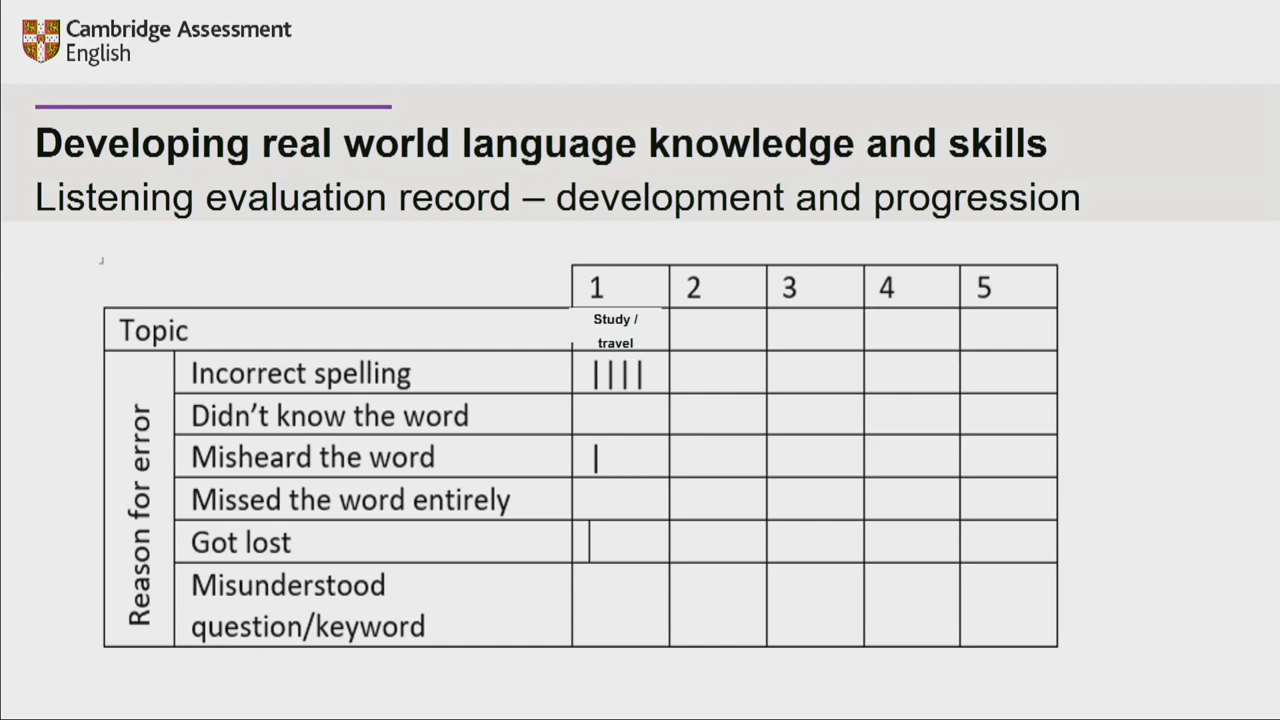 Cambridge Assessment
English
Developing real world language knowledge and skills
Listening evaluation record – development and progression
1 2 3 4 5
Topic Study /
travel
Reason for error
Incorrect spelling ||||
Didn't know the word
Misheard the word |
Missed the word entirely
Got lost |
Misunderstood
question/keyword